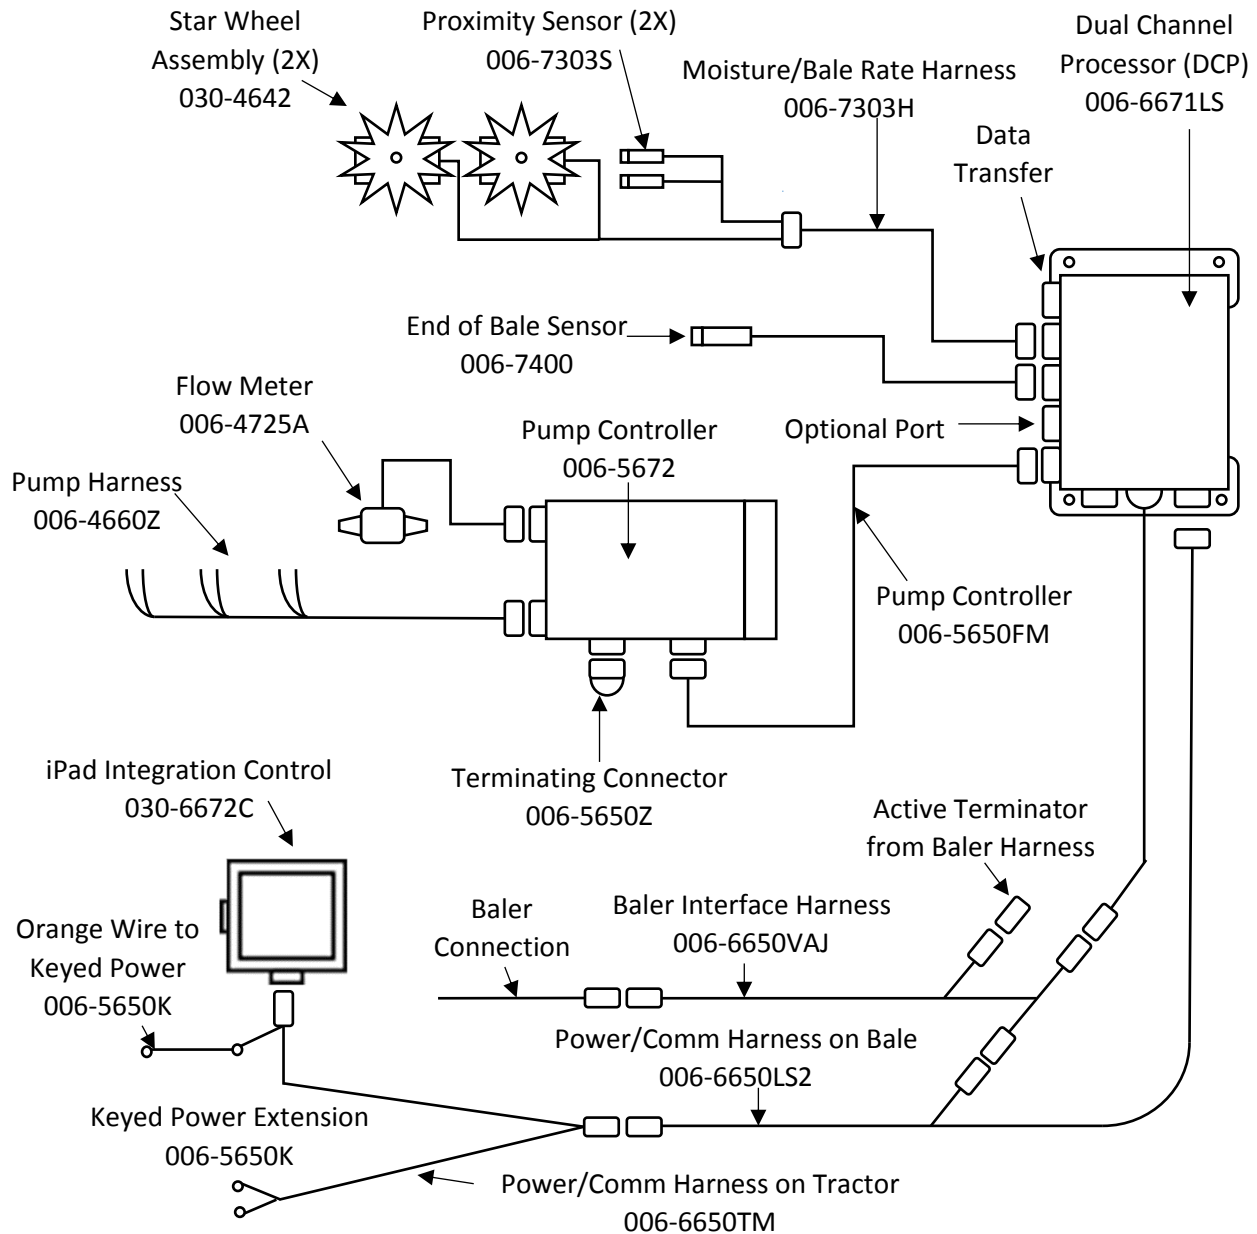 Star Wheel
Assembly (2X)
030-4642
Proximity Sensor (2X)
006-7303S
Moisture/Bale Rate Harness
006-7303H
Dual Channel
Processor (DCP)
006-6671LS
Data
Transfer
End of Bale Sensor
006-7400
Flow Meter
006-4725A
Pump Controller
006-5672
Optional Port
Pump Harness
006-4660Z
Pump Controller
006-5650FM
iPad Integration Control
030-6672C
Terminating Connector
006-5650Z
Active Terminator
from Baler Harness
Orange Wire to
Keyed Power
006-5650K
Baler
Connection
Baler Interface Harness
006-6650VAJ
Power/Comm Harness on Bale
006-6650LS2
Keyed Power Extension
006-5650K
Power/Comm Harness on Tractor
006-6650TM